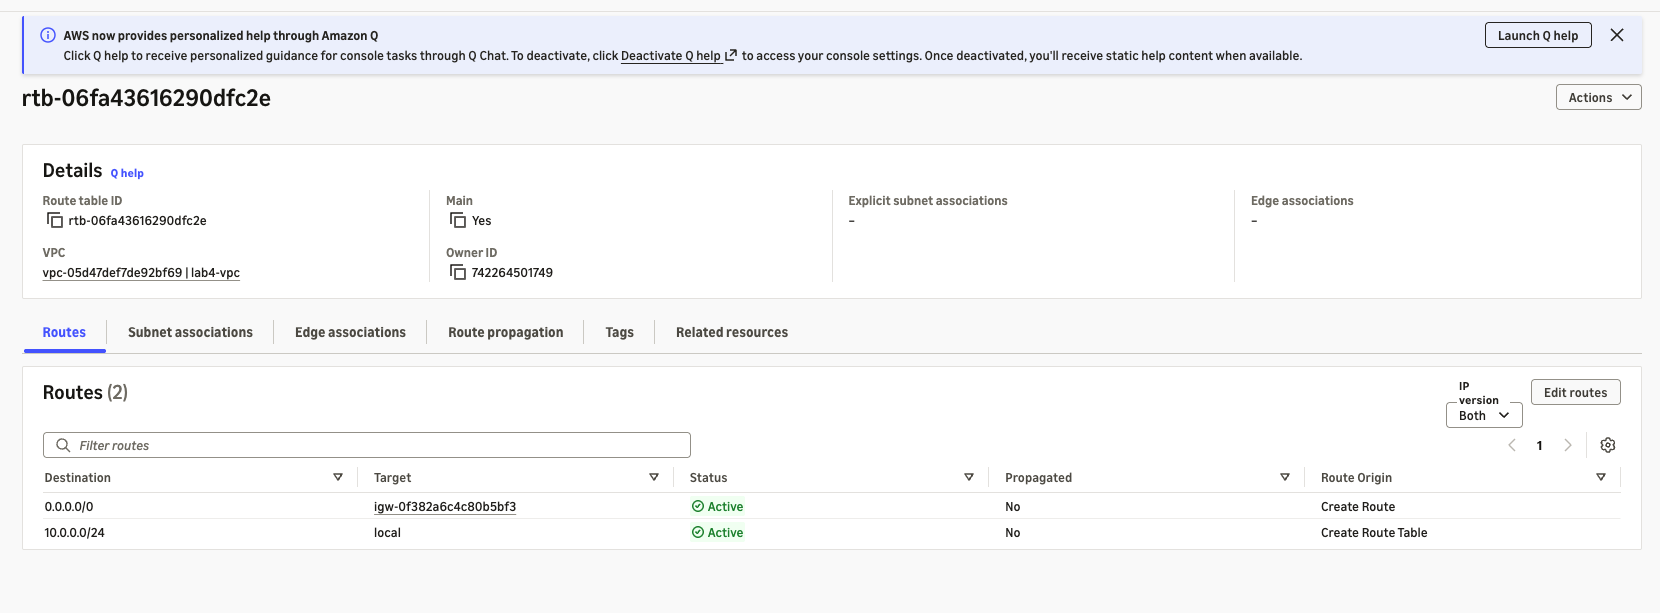 AWS now provides personalized help through Amazon Q
Click Q help to receive personalized guidance for console tasks through Q Chat. To deactivate, click Deactivate Q help to access your console settings. Once deactivated, you'll receive static help content when available.
Launch Q help
rtb-06fa43616290dfc2e
Actions
Details Q help
Route table ID
rtb-06fa43616290dfc2e
Main
Yes
Explicit subnet associations
–
Edge associations
–
VPC
vpc-05d47def7de92bf69 | lab4-vpc
Owner ID
742264501749
Routes Subnet associations Edge associations Route propagation Tags Related resources
Routes (2)
IP version
Both
Edit routes
Filter routes
1
Destination Target Status Propagated Route Origin
0.0.0.0/0 igw-0f382a6c4c80b5bf3 Active No Create Route
10.0.0.0/24 local Active No Create Route Table